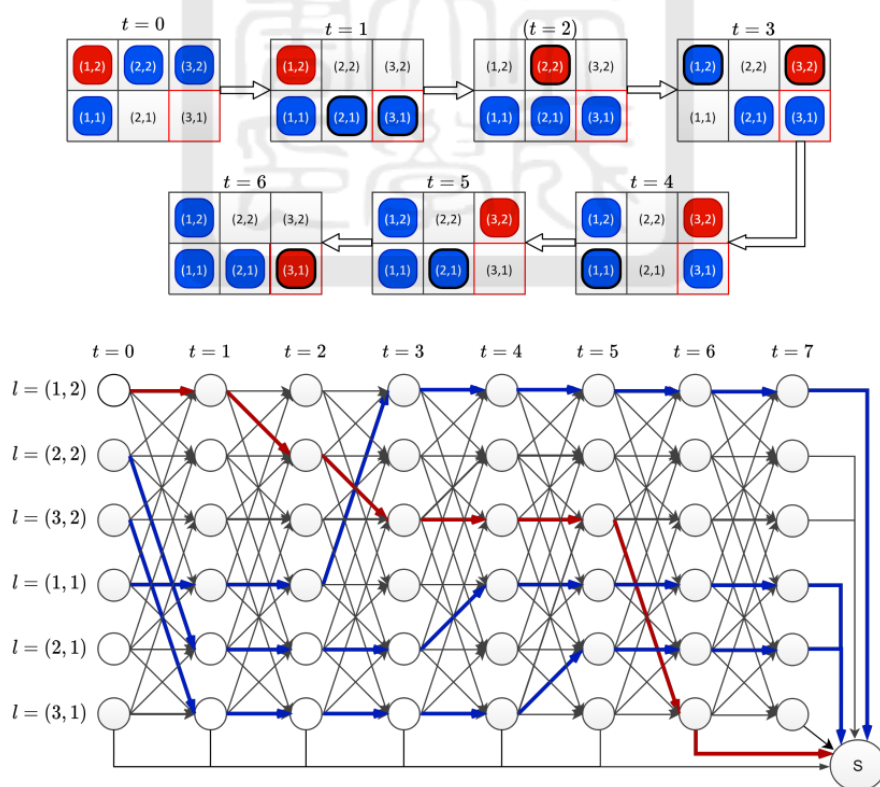 t = 0
t = 1
(t = 2)
t = 3
(1,2) (2,2) (3,2)
(1,1) (2,1) (3,1)
(1,2) (2,2) (3,2)
(1,1) (2,1) (3,1)
(1,2) (2,2) (3,2)
(1,1) (2,1) (3,1)
(1,2) (2,2) (3,2)
(1,1) (2,1) (3,1)
t = 6
t = 5
t = 4
(1,2) (2,2) (3,2)
(1,1) (2,1) (3,1)
(1,2) (2,2) (3,2)
(1,1) (2,1) (3,1)
(1,2) (2,2) (3,2)
(1,1) (2,1) (3,1)
t = 0 t = 1 t = 2 t = 3 t = 4 t = 5 t = 6 t = 7
l = (1, 2)
l = (2, 2)
l = (3, 2)
l = (1, 1)
l = (2, 1)
l = (3, 1)
S